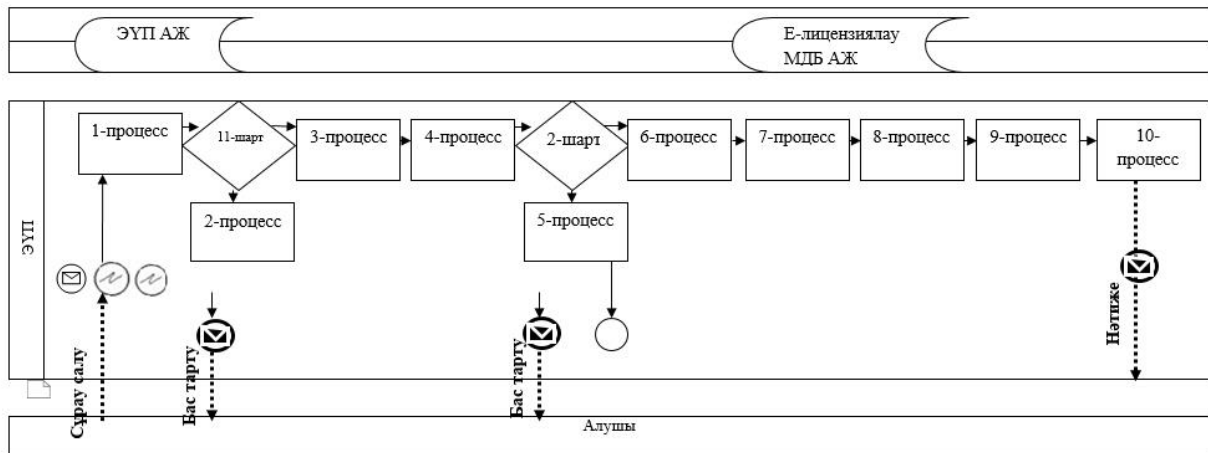 ЭҮП АЖ
Е-лицензиялау
МДБ АЖ
ЭҮП
1-процесс
11-шарт
3-процесс
4-процесс
2-шарт
6-процесс
7-процесс
8-процесс
9-процесс
10-
процесс
2-процесс
5-процесс
Сұрау салу
Бас тарту
Бас тарту
Нәтиже
Алушы